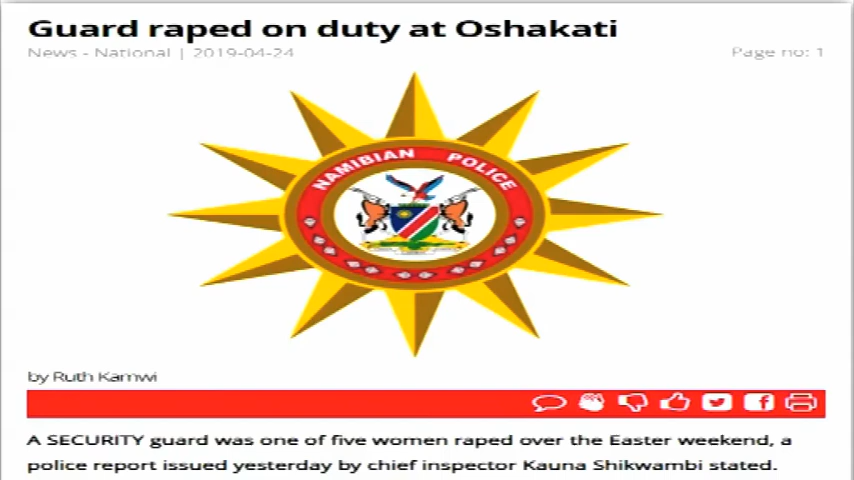 Guard raped on duty at Oshakati
News - National | 2019-04-24
Page no: 1
NAMIBIAN POLICE
by Ruth Kamwi
A SECURITY guard was one of five women raped over the Easter weekend, a
police report issued yesterday by chief inspector Kauna Shikwambi stated.